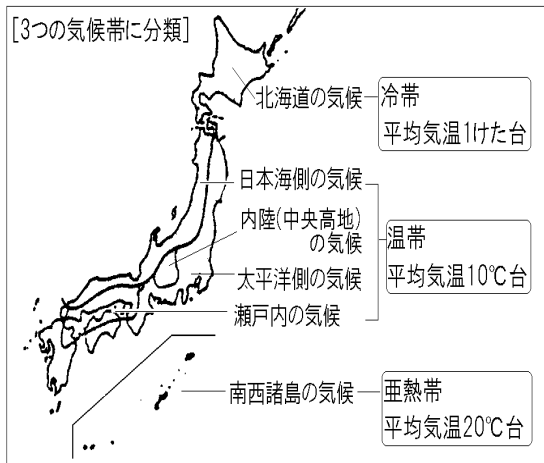 [3つの気候帯に分類]
北海道の気候
冷帯
平均気温1けた台
日本海側の気候
内陸(中央高地)
の気候
太平洋側の気候
瀬戸内の気候
温帯
平均気温10℃台
南西諸島の気候
亜熱帯
平均気温20℃台